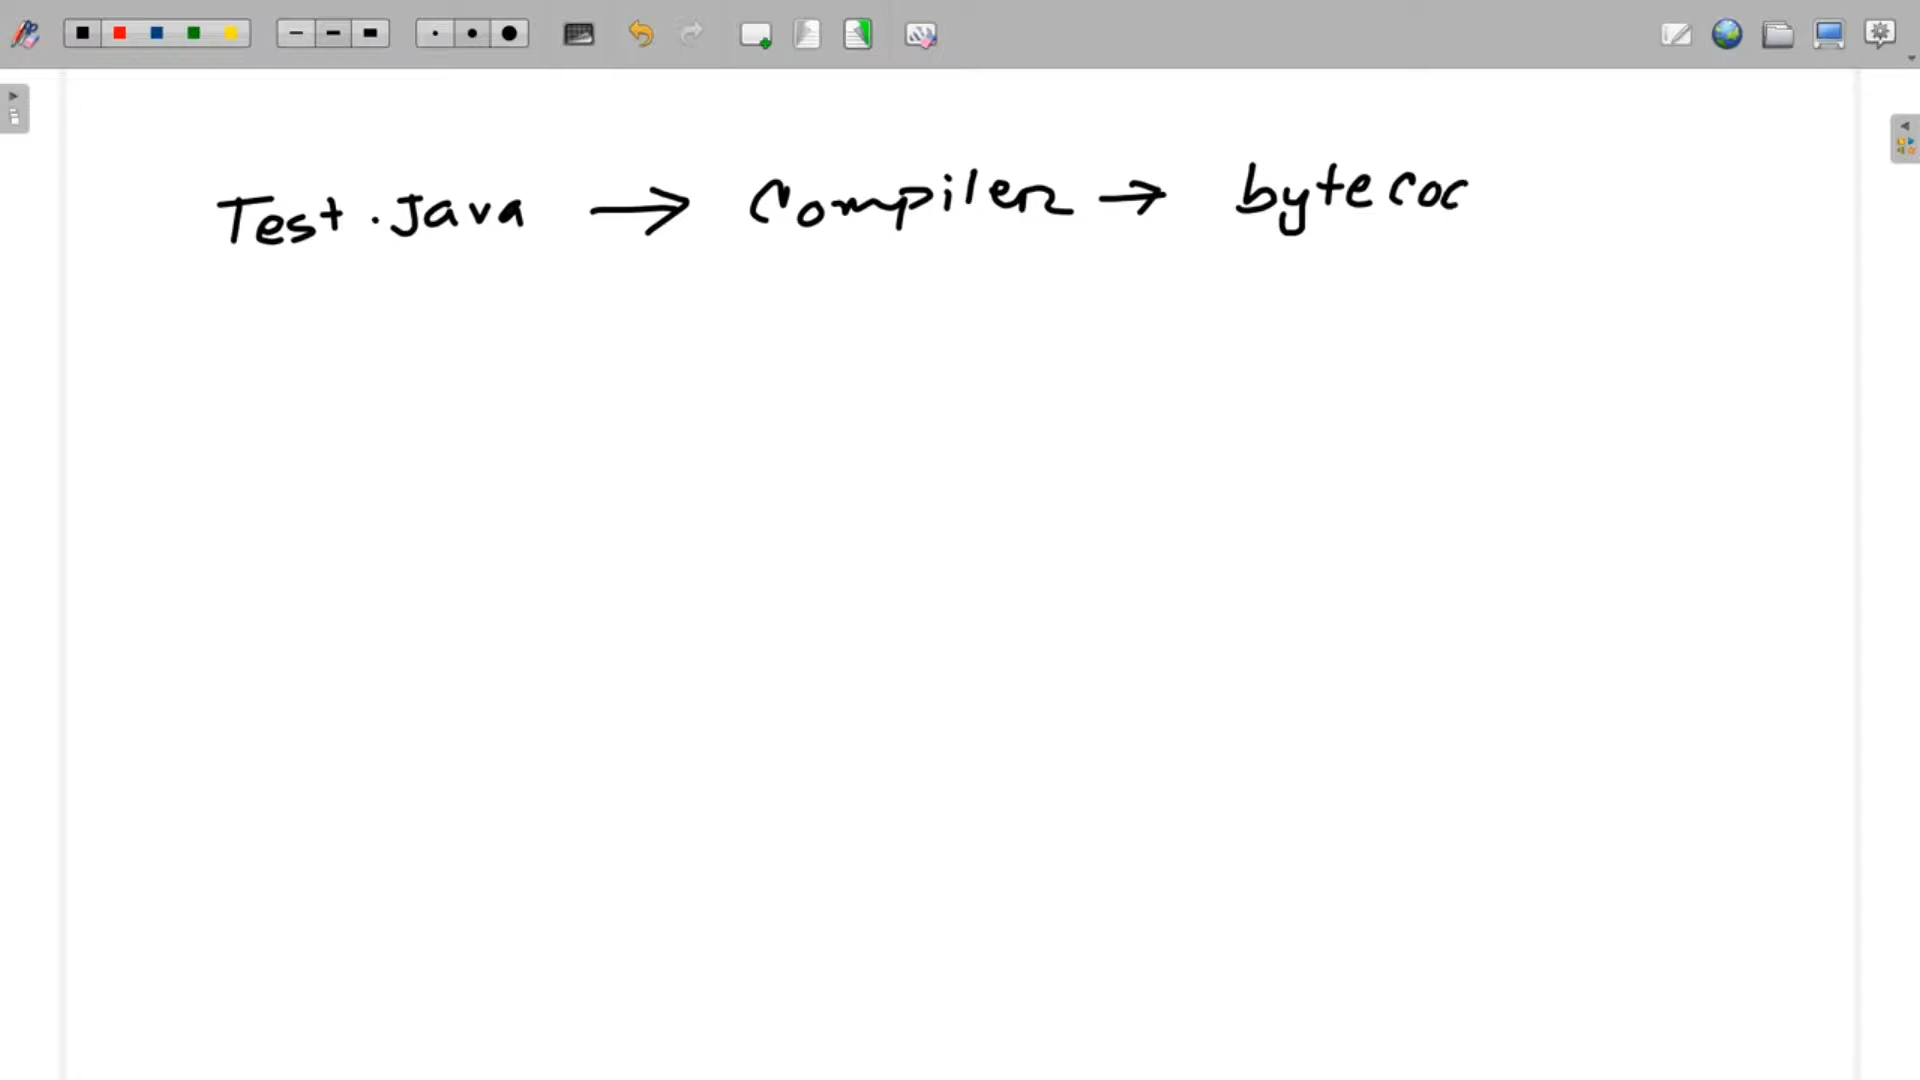 Test.Java → Compiler → bytecoc